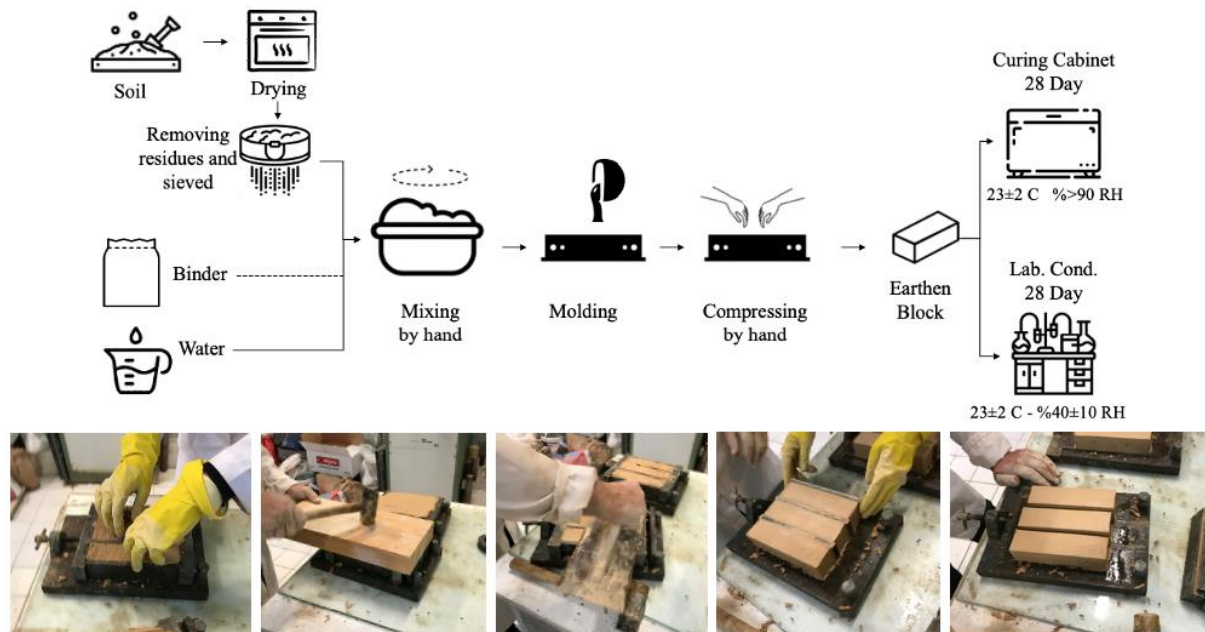 Soil
Drying
Removing
residues and
sieved
Binder
Water
Mixing
by hand
Molding
Compressing
by hand
Earthen
Block
Curing Cabinet
28 Day
23±2 C %>90 RH
Lab. Cond.
28 Day
23±2 C - %40±10 RH